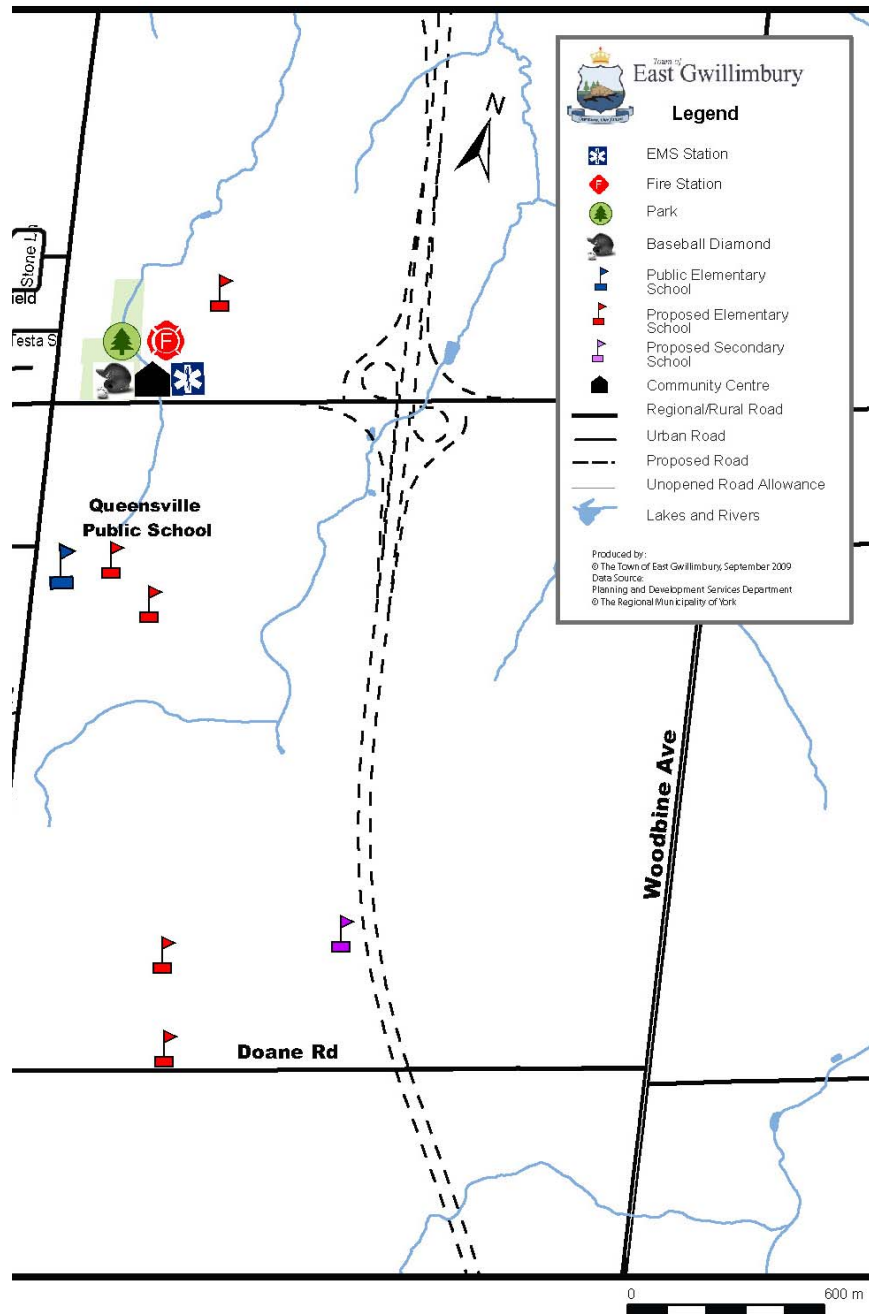 Town of
East Gwillimbury
Legend
EMS Station
F
Fire Station
Park
Baseball Diamond
Public Elementary
School
Proposed Elementary
School
Proposed Secondary
School
Community Centre
Regional/Rural Road
Urban Road
Proposed Road
Unopened Road Allowance
Lakes and Rivers
Produced by:
© The Town of East Gwillimbury, September 2009
Data Source:
Planning and Development Services Department
© The Regional Municipality of York
N
Stone Ln
ield
Testa S
F
Queensville
Public School
Woodbine Ave
Doane Rd
0 600 m